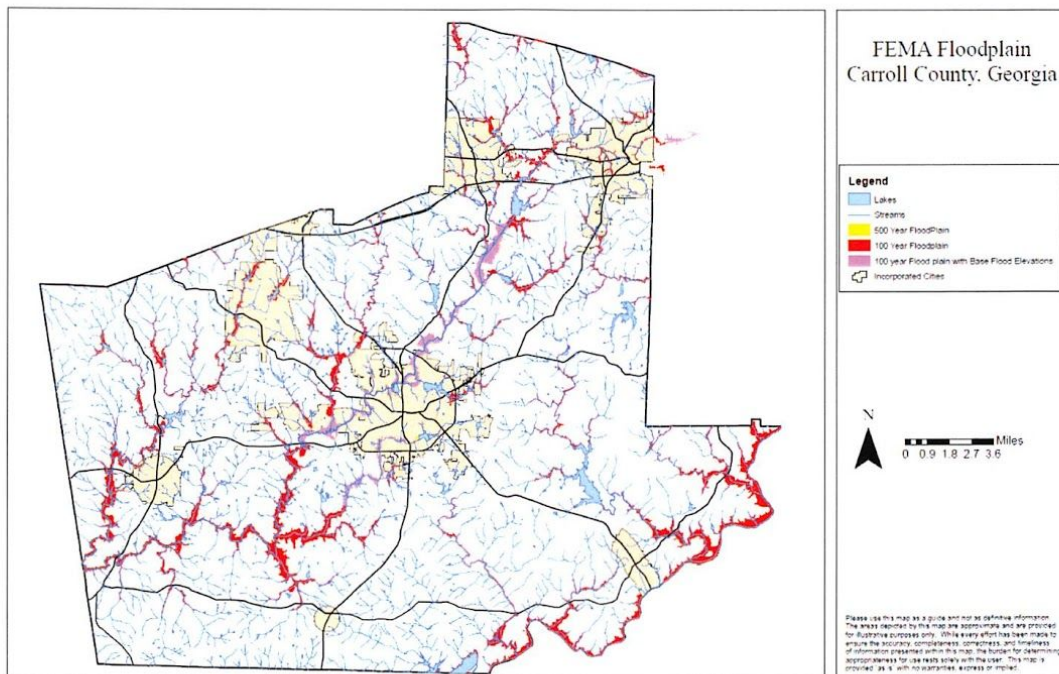 FEMA Floodplain
Carroll County, Georgia
Legend
Lakes
Streams
500 Year FloodPlain
100 Year Floodplain
100 year Flood plain with Base Flood Elevations
Incorporated Cities
N
Miles
0 0.9 1.8 2.7 3.6
Please use this map as a guide and not as definitive information.
The areas depicted by this map are approximate and are provided
for illustrative purposes only. While every effort has been made to
ensure the accuracy, completeness, correctness, and timeliness
of information presented within this map, the burden for determining
appropriateness for use rests solely with the user. This map is
provided "as is" with no warranties, express or implied.